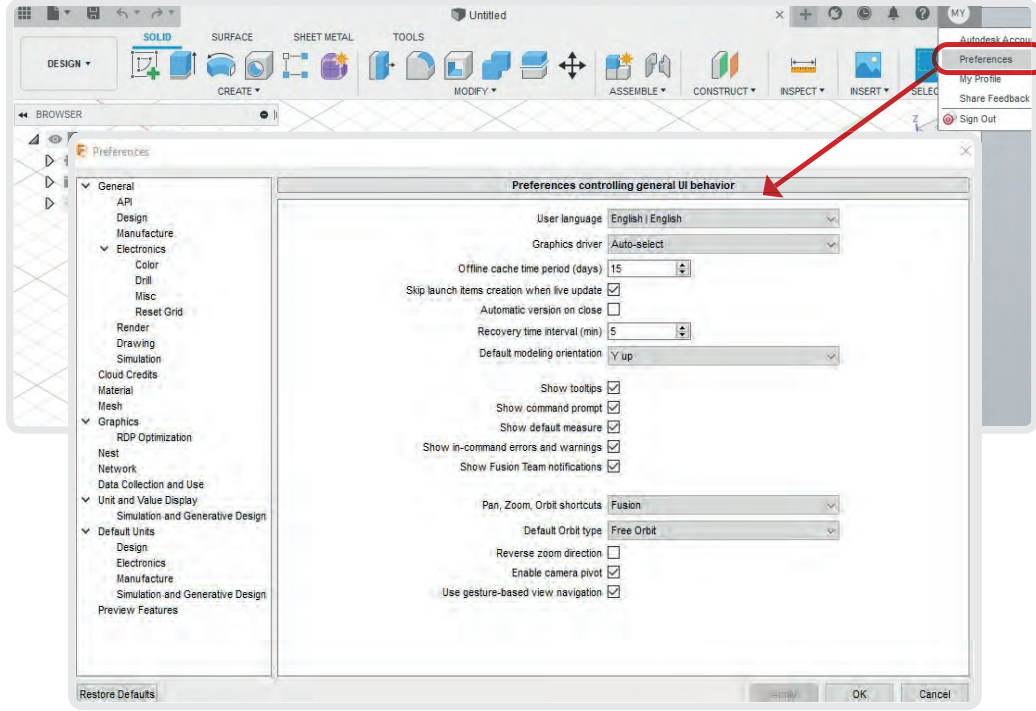 Untitled
MY
SOLID SURFACE SHEET METAL TOOLS
DESIGN
CREATE MODIFY ASSEMBLE CONSTRUCT INSPECT INSERT
Preferences
My Profile
Share Feedback
Sign Out
BROWSER
Z
Preferences
General
API
Design
Manufacture
Electronics
Color
Drill
Misc
Reset Grid
Render
Drawing
Simulation
Cloud Credits
Material
Mesh
Graphics
RDP Optimization
Nest
Network
Data Collection and Use
Unit and Value Display
Simulation and Generative Design
Default Units
Design
Electronics
Manufacture
Simulation and Generative Design
Preview Features
Preferences controlling general UI behavior
User language English | English
Graphics driver Auto-select
Offline cache time period (days) 15
Skip launch items creation when live update
Automatic version on close
Recovery time interval (min) 5
Default modeling orientation Y up
Show tooltips
Show command prompt
Show default measure
Show in-command errors and warnings
Show Fusion Team notifications
Pan, Zoom, Orbit shortcuts Fusion
Default Orbit type Free Orbit
Reverse zoom direction
Enable camera pivot
Use gesture-based view navigation
Restore Defaults Apply OK Cancel